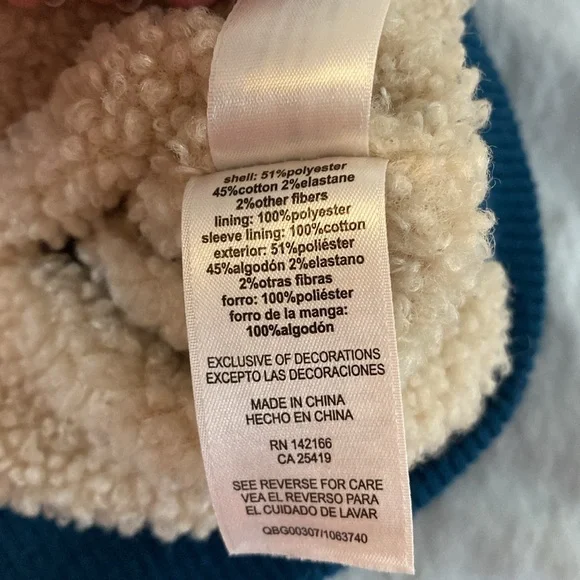 shell: 51%polyester
45%cotton 2%elastane
2%other fibers
lining: 100%polyester
sleeve lining: 100%cotton
exterior: 51%poliéster
45%algodón 2%elastano
2%otras fibras
forro: 100%poliéster
forro de la manga:
100%algodón
EXCLUSIVE OF DECORATIONS
EXCEPTO LAS DECORACIONES
MADE IN CHINA
HECHO EN CHINA
RN 142166
CA 25419
SEE REVERSE FOR CARE
VEA EL REVERSO PARA
EL CUIDADO DE LAVAR
QBG00307/1063740